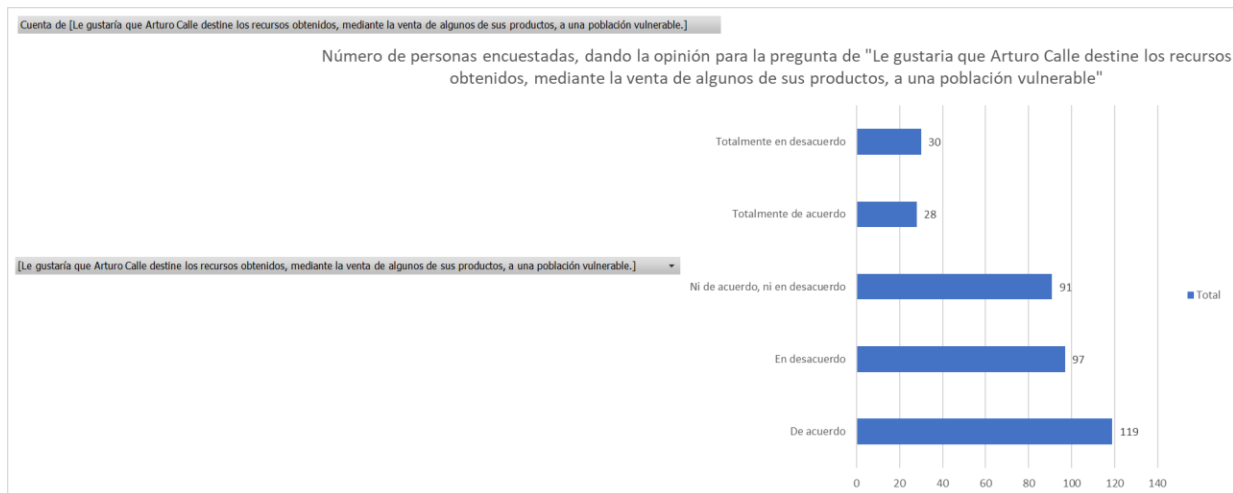 Cuenta de [Le gustaría que Arturo Calle destine los recursos obtenidos, mediante la venta de algunos de sus productos, a una población vulnerable.]
Número de personas encuestadas, dando la opinión para la pregunta de "Le gustaria que Arturo Calle destine los recursos
obtenidos, mediante la venta de algunos de sus productos, a una población vulnerable"
Totalmente en desacuerdo
30
Totalmente de acuerdo
28
[Le gustaría que Arturo Calle destine los recursos obtenidos, mediante la venta de algunos de sus productos, a una población vulnerable.]
Ni de acuerdo, ni en desacuerdo
91
Total
En desacuerdo
97
De acuerdo
119
0 20 40 60 80 100 120 140